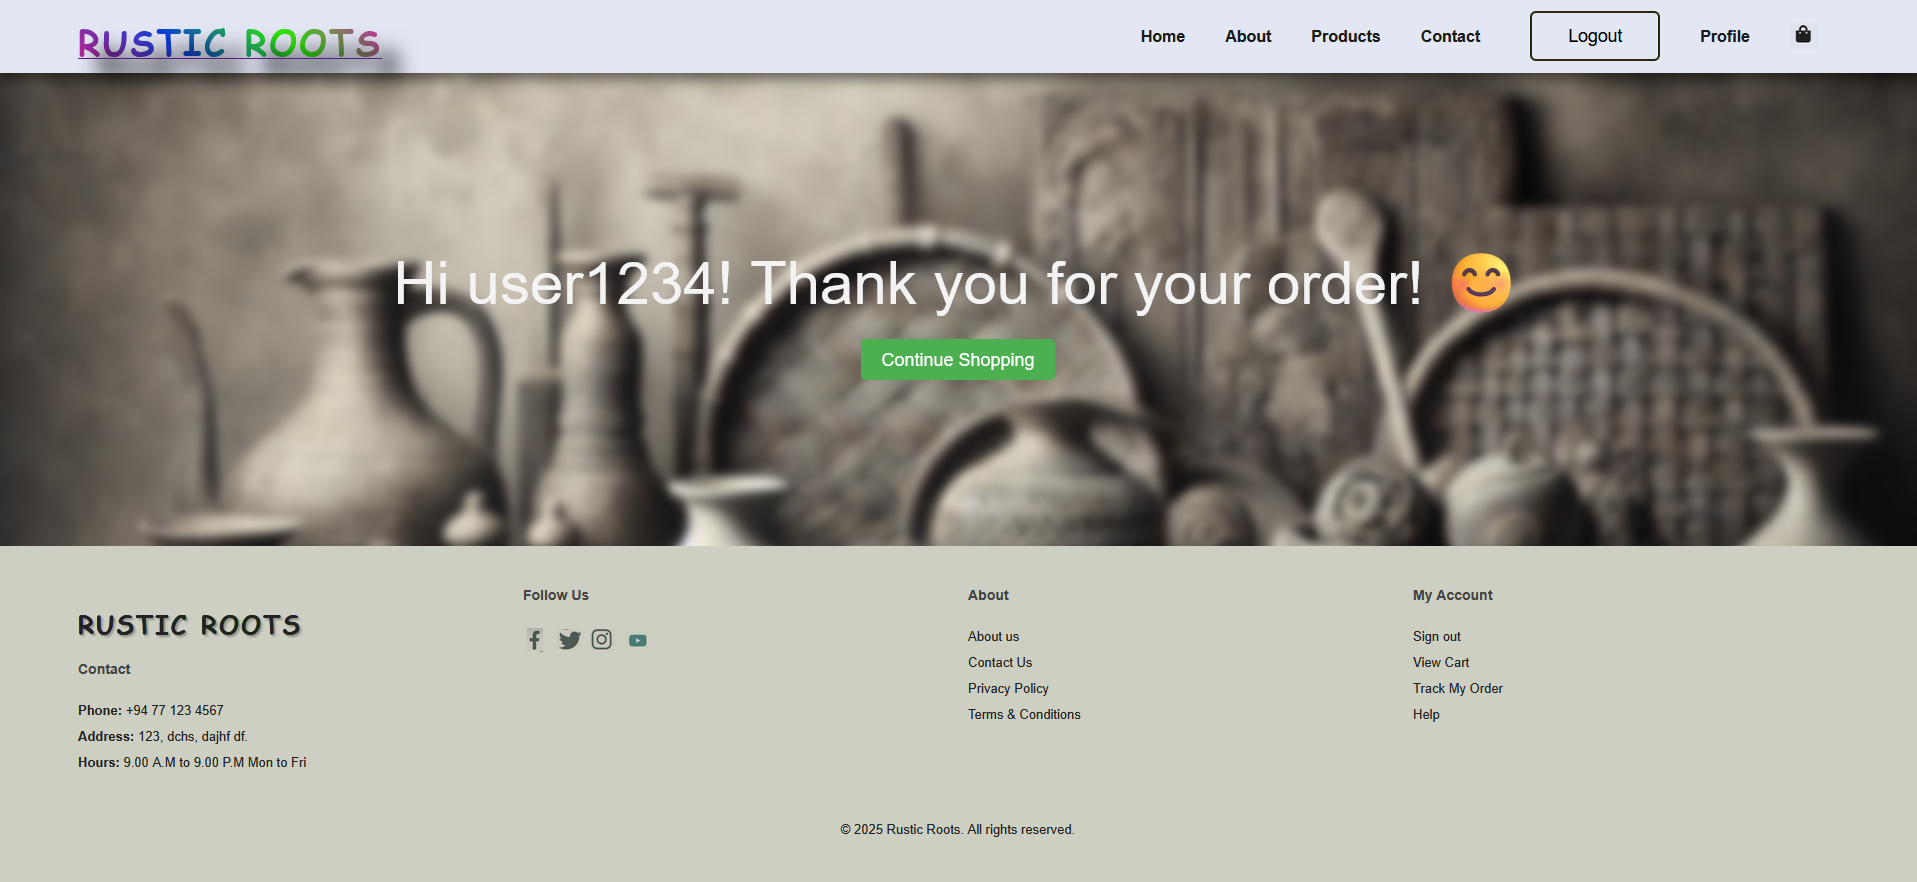 RUSTIC ROOTS
Home About Products Contact Logout Profile
Hi user1234! Thank you for your order! 😊
Continue Shopping
RUSTIC ROOTS
Contact
Phone: +94 77 123 4567
Address: 123, dchs, dajhf df.
Hours: 9.00 A.M to 9.00 P.M Mon to Fri
Follow Us
About
About us
Contact Us
Privacy Policy
Terms & Conditions
My Account
Sign out
View Cart
Track My Order
Help
© 2025 Rustic Roots. All rights reserved.